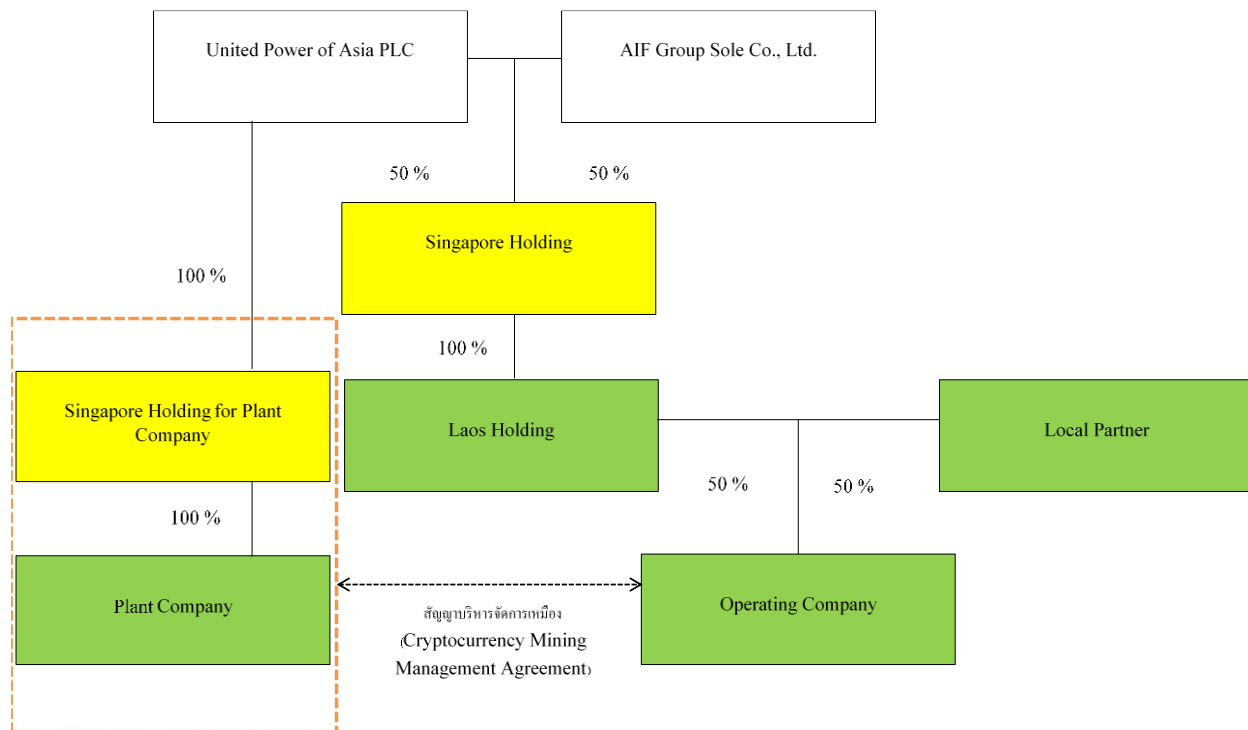 United Power of Asia PLC
AIF Group Sole Co., Ltd.
50 %
50 %
Singapore Holding
100 %
100 %
Singapore Holding for Plant
Company
Laos Holding
Local Partner
50 %
50 %
100 %
Plant Company
Operating Company
สัญญาบริหารจัดการเหมือง
(Cryptocurrency Mining
Management Agreement)